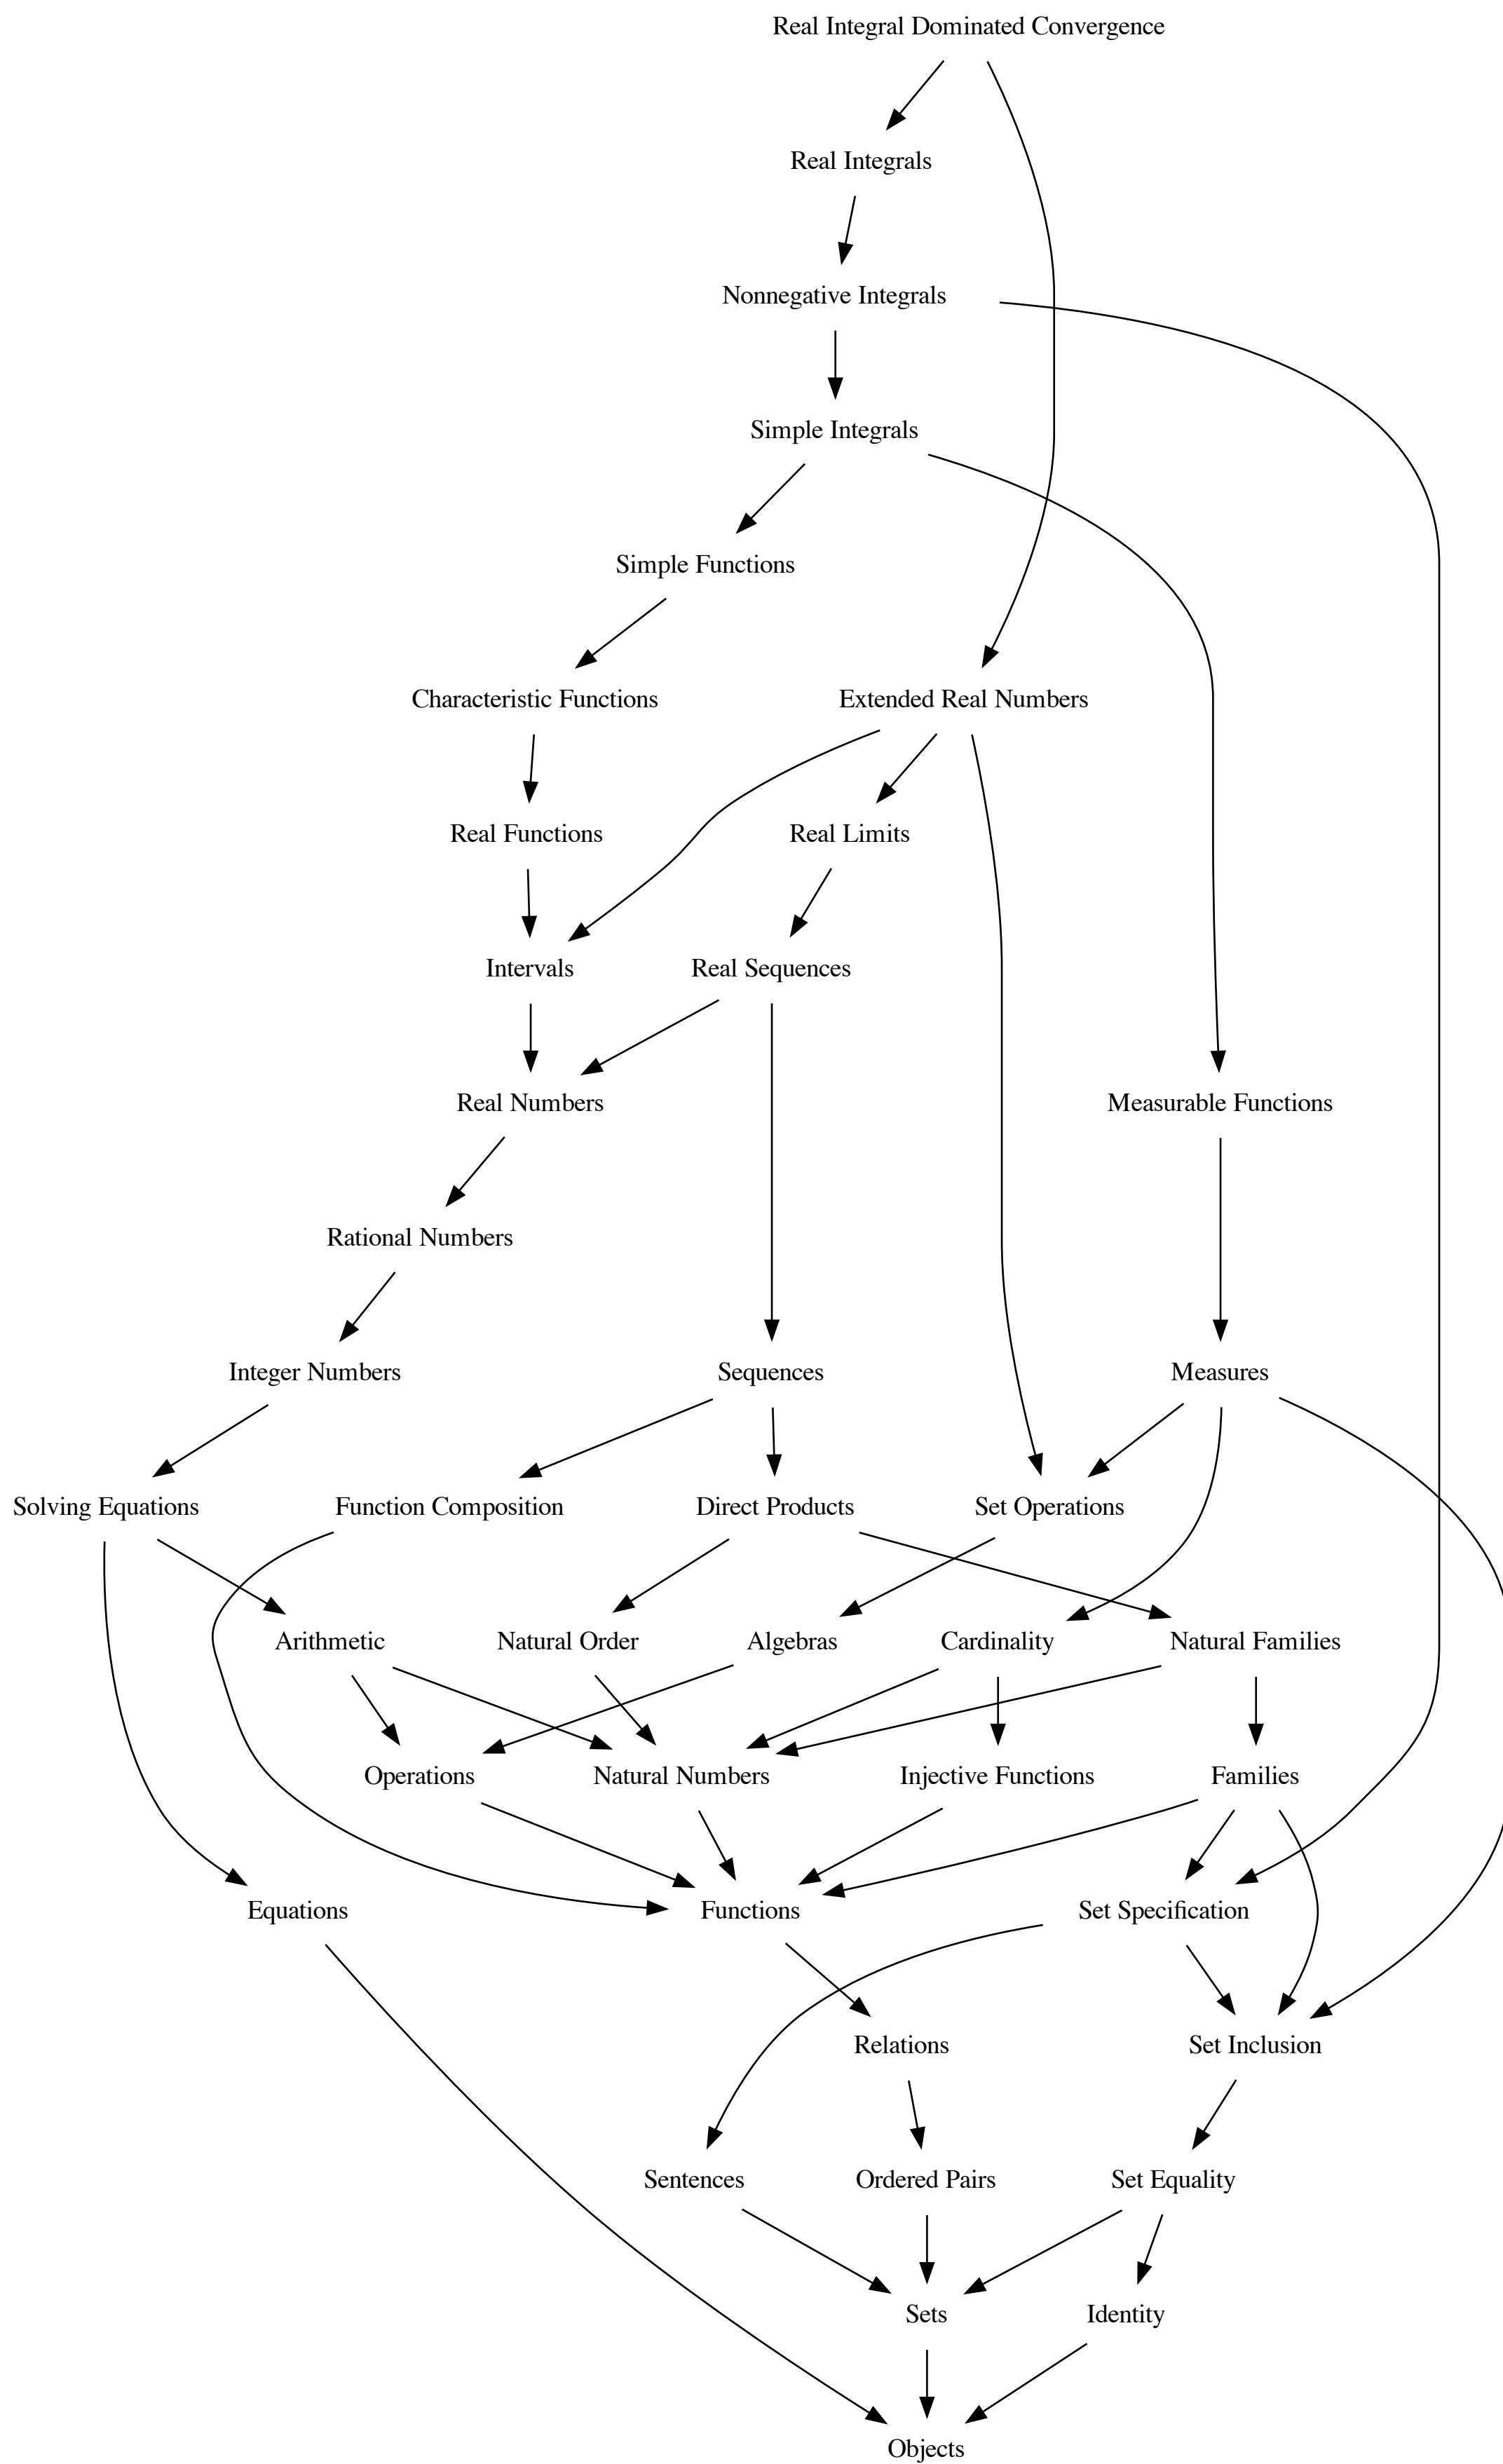 Real Integral Dominated Convergence
Real Integrals
Nonnegative Integrals
Simple Integrals
Simple Functions
Characteristic Functions
Extended Real Numbers
Real Functions
Real Limits
Intervals
Real Sequences
Real Numbers
Measurable Functions
Rational Numbers
Integer Numbers
Sequences
Measures
Solving Equations
Function Composition
Direct Products
Set Operations
Arithmetic
Natural Order
Algebras
Cardinality
Natural Families
Operations
Natural Numbers
Injective Functions
Families
Equations
Functions
Set Specification
Relations
Set Inclusion
Sentences
Ordered Pairs
Set Equality
Sets
Identity
Objects